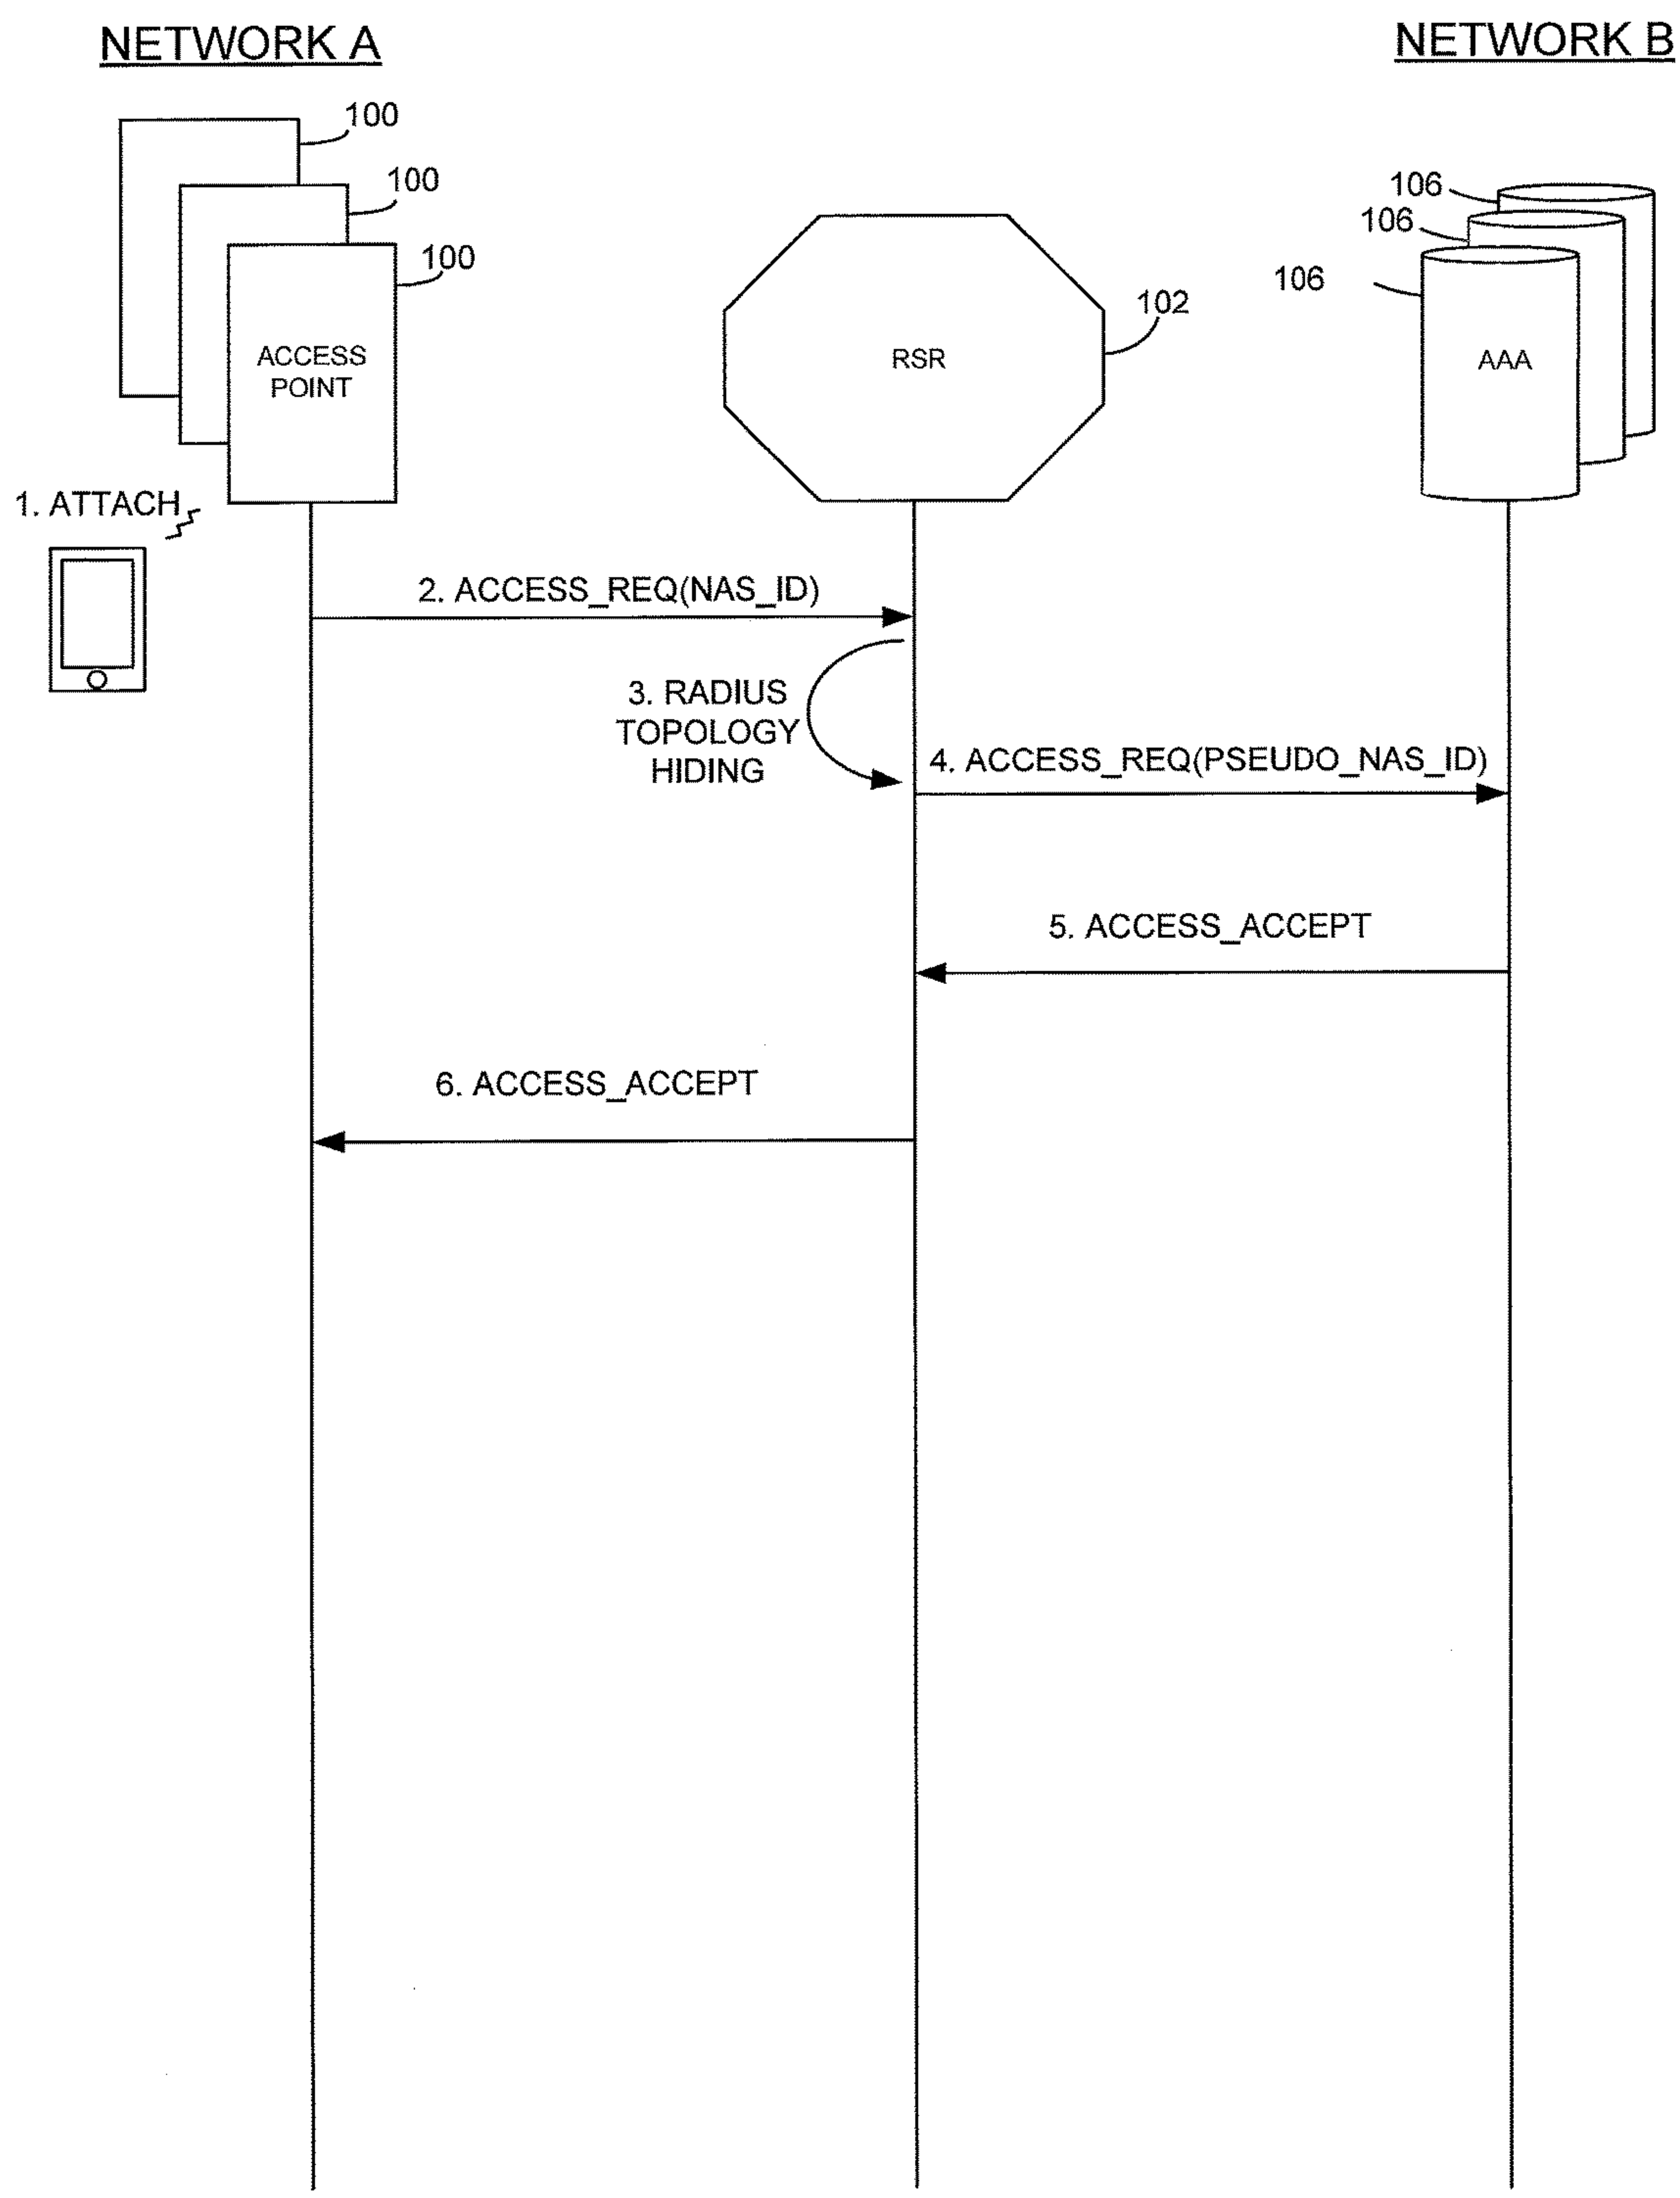 NETWORK A
NETWORK B
100
100
100
106
106
106
102
ACCESS
POINT
RSR
AAA
1. ATTACH
2. ACCESS_REQ(NAS_ID)
3. RADIUS
TOPOLOGY
HIDING
4. ACCESS_REQ(PSEUDO_NAS_ID)
5. ACCESS_ACCEPT
6. ACCESS_ACCEPT